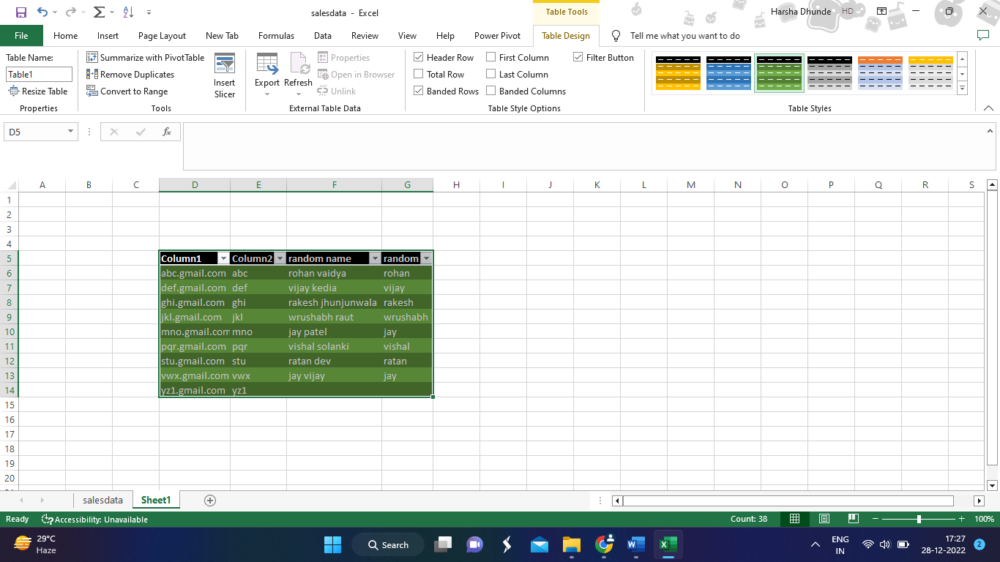 salesdata - Excel
Table Tools
Harsha Dhunde HD
File Home Insert Page Layout New Tab Formulas Data Review View Help Power Pivot Table Design Tell me what you want to do
Table Name: Summarize with PivotTable Properties Header Row First Column Filter Button
Table1 Remove Duplicates Insert Slicer Export Refresh Open in Browser Total Row Last Column
Resize Table Convert to Range Unlink Banded Rows Banded Columns
Properties Tools External Table Data Table Style Options Table Styles
D5 fx
A B C D E F G H I J K L M N O P Q R S
1
2
3
4
5 Column1 Column2 random name random
6 abc.gmail.com abc rohan vaidya rohan
7 def.gmail.com def vijay kedia vijay
8 ghi.gmail.com ghi rakesh jhunjunwala rakesh
9 jkl.gmail.com jkl wrushabh raut wrushabh
10 mno.gmail.com mno jay patel jay
11 pqr.gmail.com pqr vishal solanki vishal
12 stu.gmail.com stu ratan dev ratan
13 vwx.gmail.com vwx jay vijay jay
14 yz1.gmail.com yz1
15
16
17
18
19
20
salesdata Sheet1
Ready Accessibility: Unavailable Count: 38 100%
29°C
Haze
Search
ENG
IN
17:27
28-12-2022
2